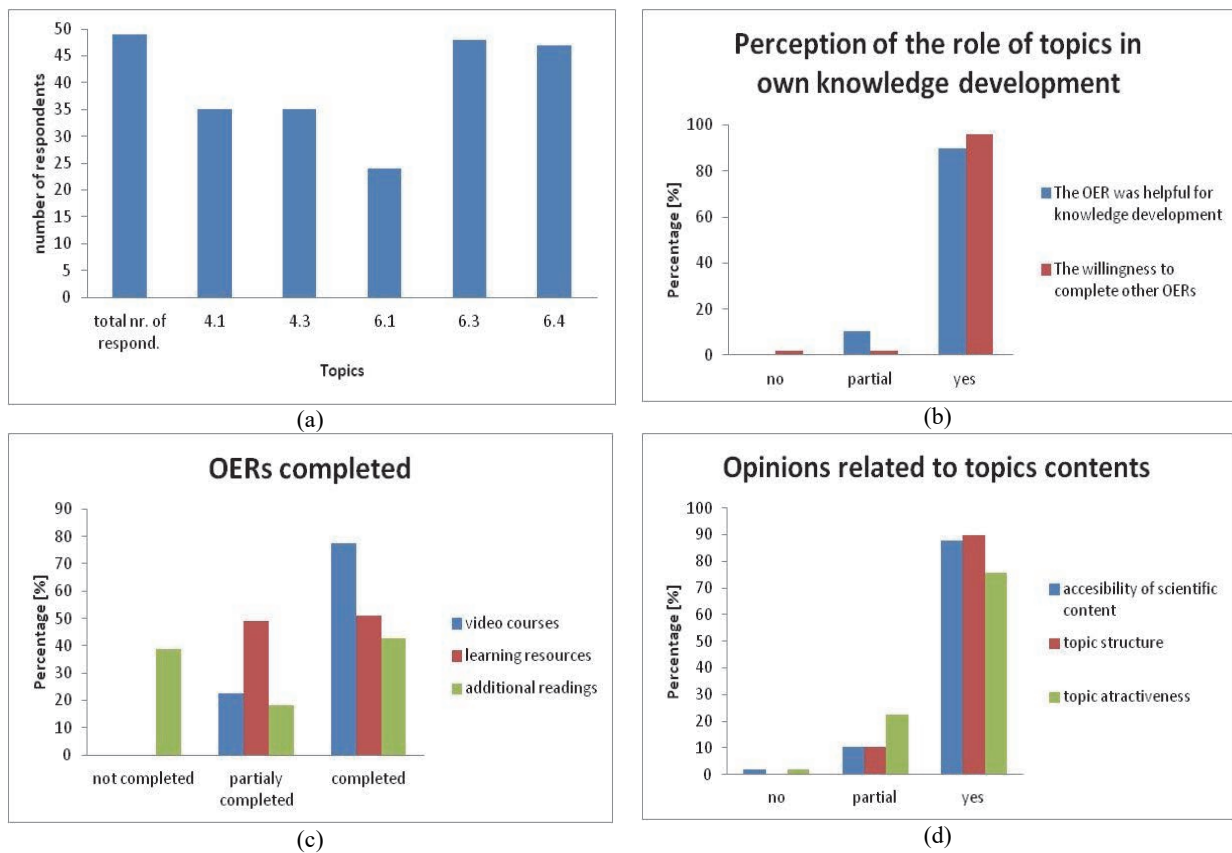 50
45
40
35
30
25
20
15
10
5
0
number of respondents
total nr. of
respond.
4.1
4.3
6.1
6.3
6.4
Topics
(a)
Perception of the role of topics in
own knowledge development
100
80
60
40
20
0
Percentage [%]
no
partial
yes
The OER was helpful for
knowledge development
The willingness to
complete other OERs
(b)
OERs completed
90
80
70
60
50
40
30
20
10
0
Percentage [%]
not completed
partialy
completed
completed
video courses
learning resources
additional readings
(c)
Opinions related to topics contents
100
90
80
70
60
50
40
30
20
10
0
Percentage [%]
no
partial
yes
accesibility of scientific
content
topic structure
topic atractiveness
(d)